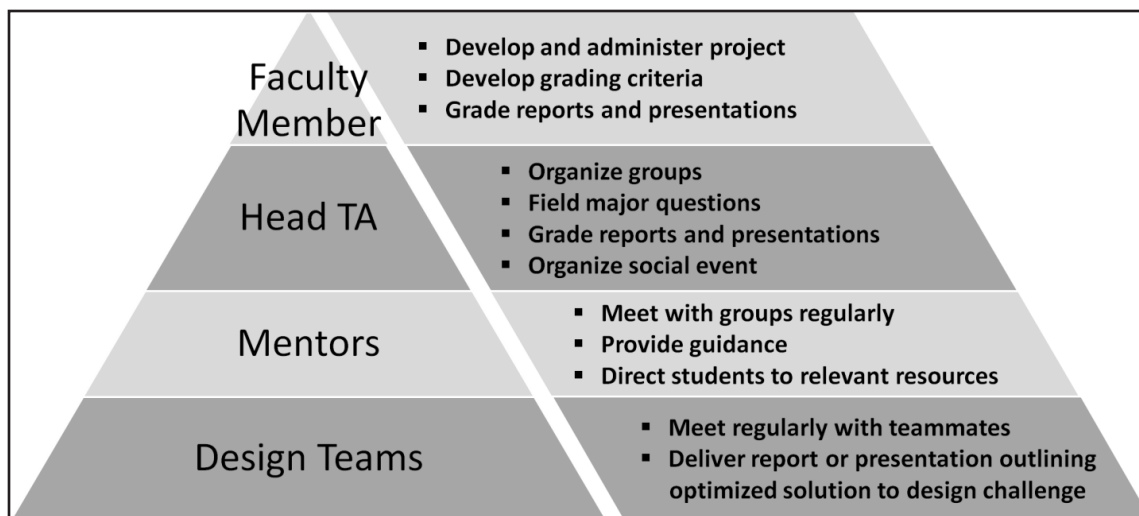 Faculty
Member
▪ Develop and administer project
▪ Develop grading criteria
▪ Grade reports and presentations
Head TA
▪ Organize groups
▪ Field major questions
▪ Grade reports and presentations
▪ Organize social event
Mentors
▪ Meet with groups regularly
▪ Provide guidance
▪ Direct students to relevant resources
Design Teams
▪ Meet regularly with teammates
▪ Deliver report or presentation outlining
optimized solution to design challenge